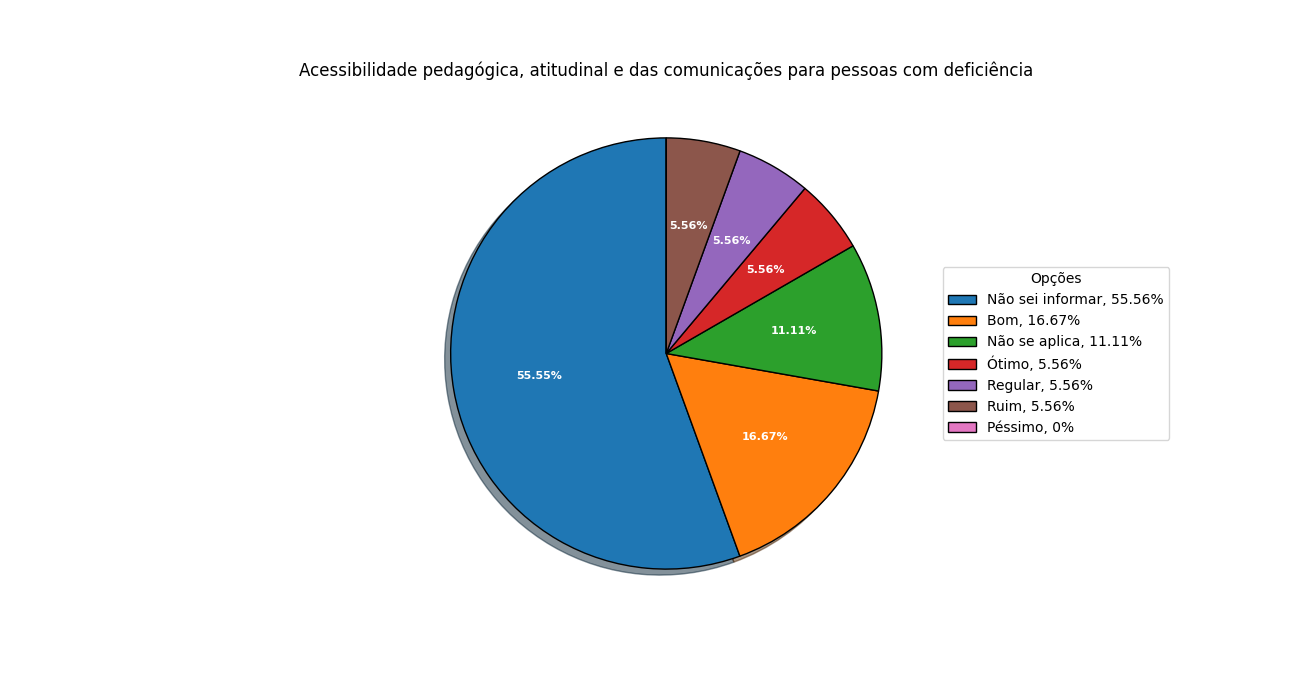 Acessibilidade pedagógica, atitudinal e das comunicações para pessoas com deficiência
5.56%
5.56%
5.56%
11.11%
55.55%
16.67%
Opções
Não sei informar, 55.56%
Bom, 16.67%
Não se aplica, 11.11%
Ótimo, 5.56%
Regular, 5.56%
Ruim, 5.56%
Péssimo, 0%